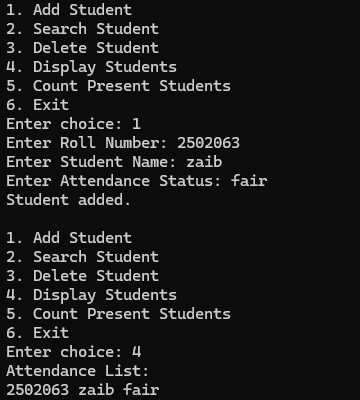 1. Add Student
2. Search Student
3. Delete Student
4. Display Students
5. Count Present Students
6. Exit
Enter choice: 1
Enter Roll Number: 2502063
Enter Student Name: zaib
Enter Attendance Status: fair
Student added.
1. Add Student
2. Search Student
3. Delete Student
4. Display Students
5. Count Present Students
6. Exit
Enter choice: 4
Attendance List:
2502063 zaib fair